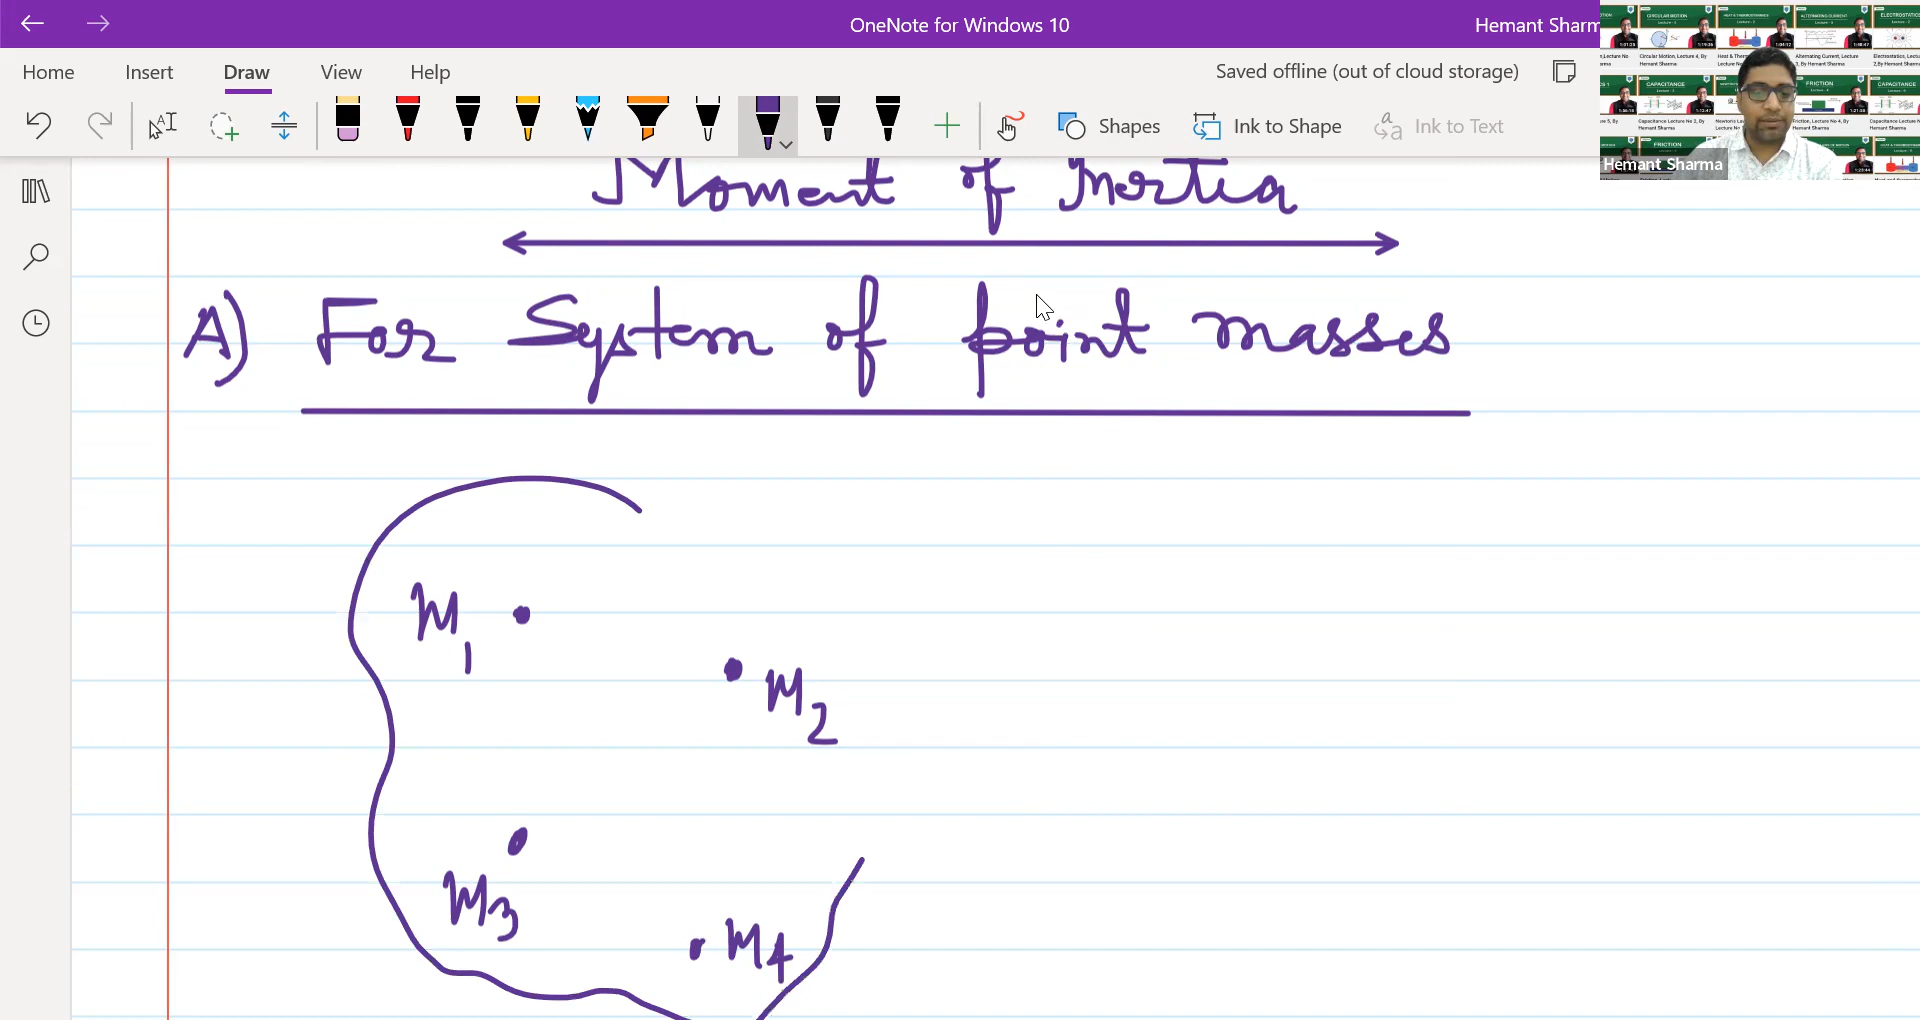 OneNote for Windows 10
Hemant Sharm
Home Insert Draw View Help
Saved offline (out of cloud storage)
Shapes Ink to Shape Ink to Text
Hemant Sharma
Moment of Inertia
A) For System of point masses
M1
M2
M3
M4